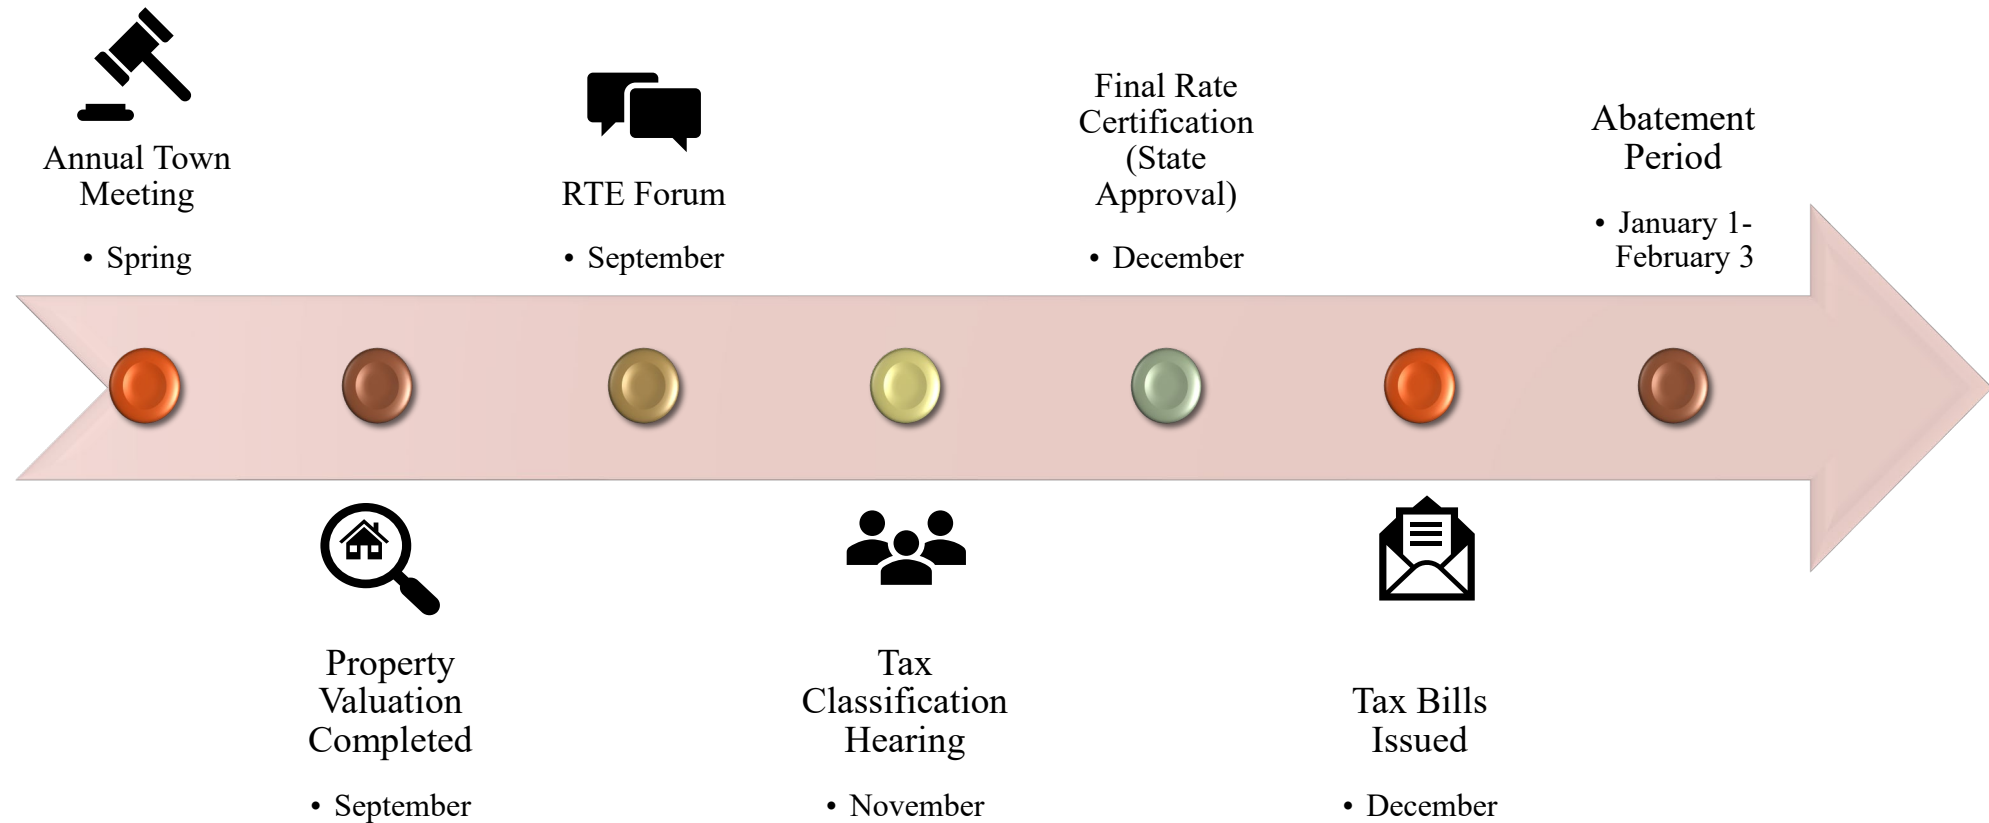 Annual Town
Meeting
• Spring
Property
Valuation
Completed
• September
RTE Forum
• September
Tax
Classification
Hearing
• November
Final Rate
Certification
(State
Approval)
• December
Tax Bills
Issued
• December
Abatement
Period
• January 1-
February 3